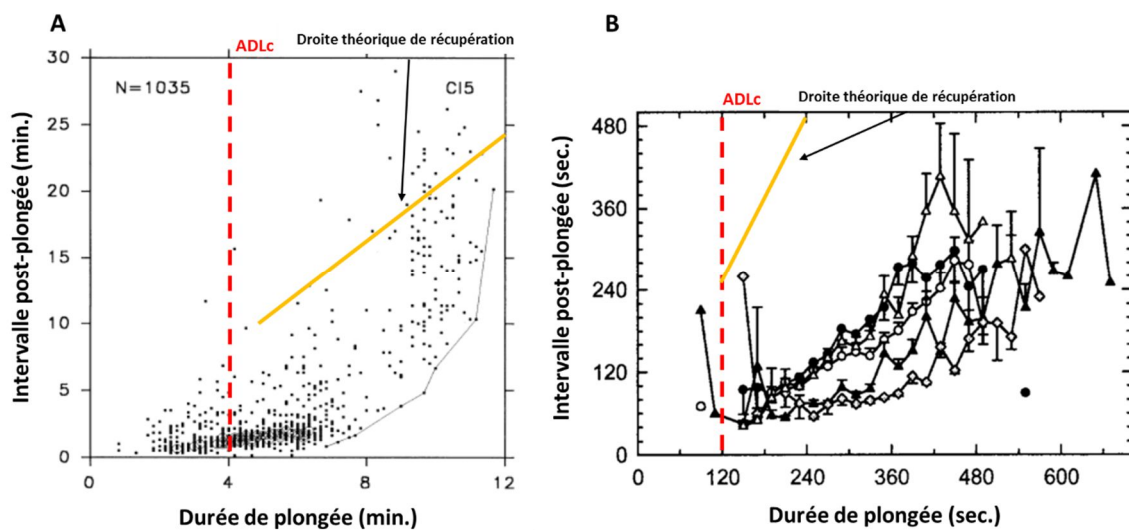 A
ADLc
Droite théorique de récupération
30
N=1035
CI5
25
20
15
10
5
0
0
4
8
12
Intervalle post-plongée (min.)
Durée de plongée (min.)
B
ADLc
Droite théorique de récupération
480
360
240
120
0
0
120
240
360
480
600
Intervalle post-plongée (sec.)
Durée de plongée (sec.)